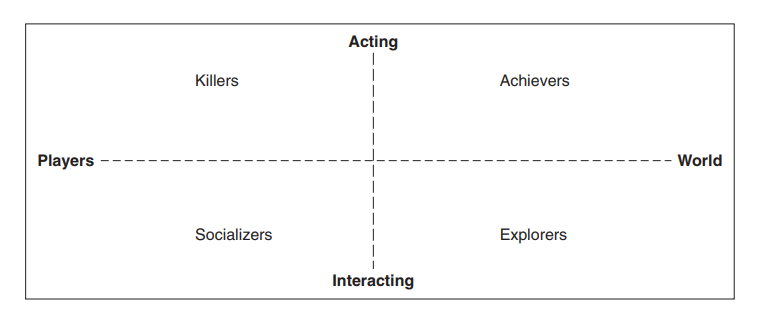 Acting
Killers Achievers
Players World
Socializers Explorers
Interacting